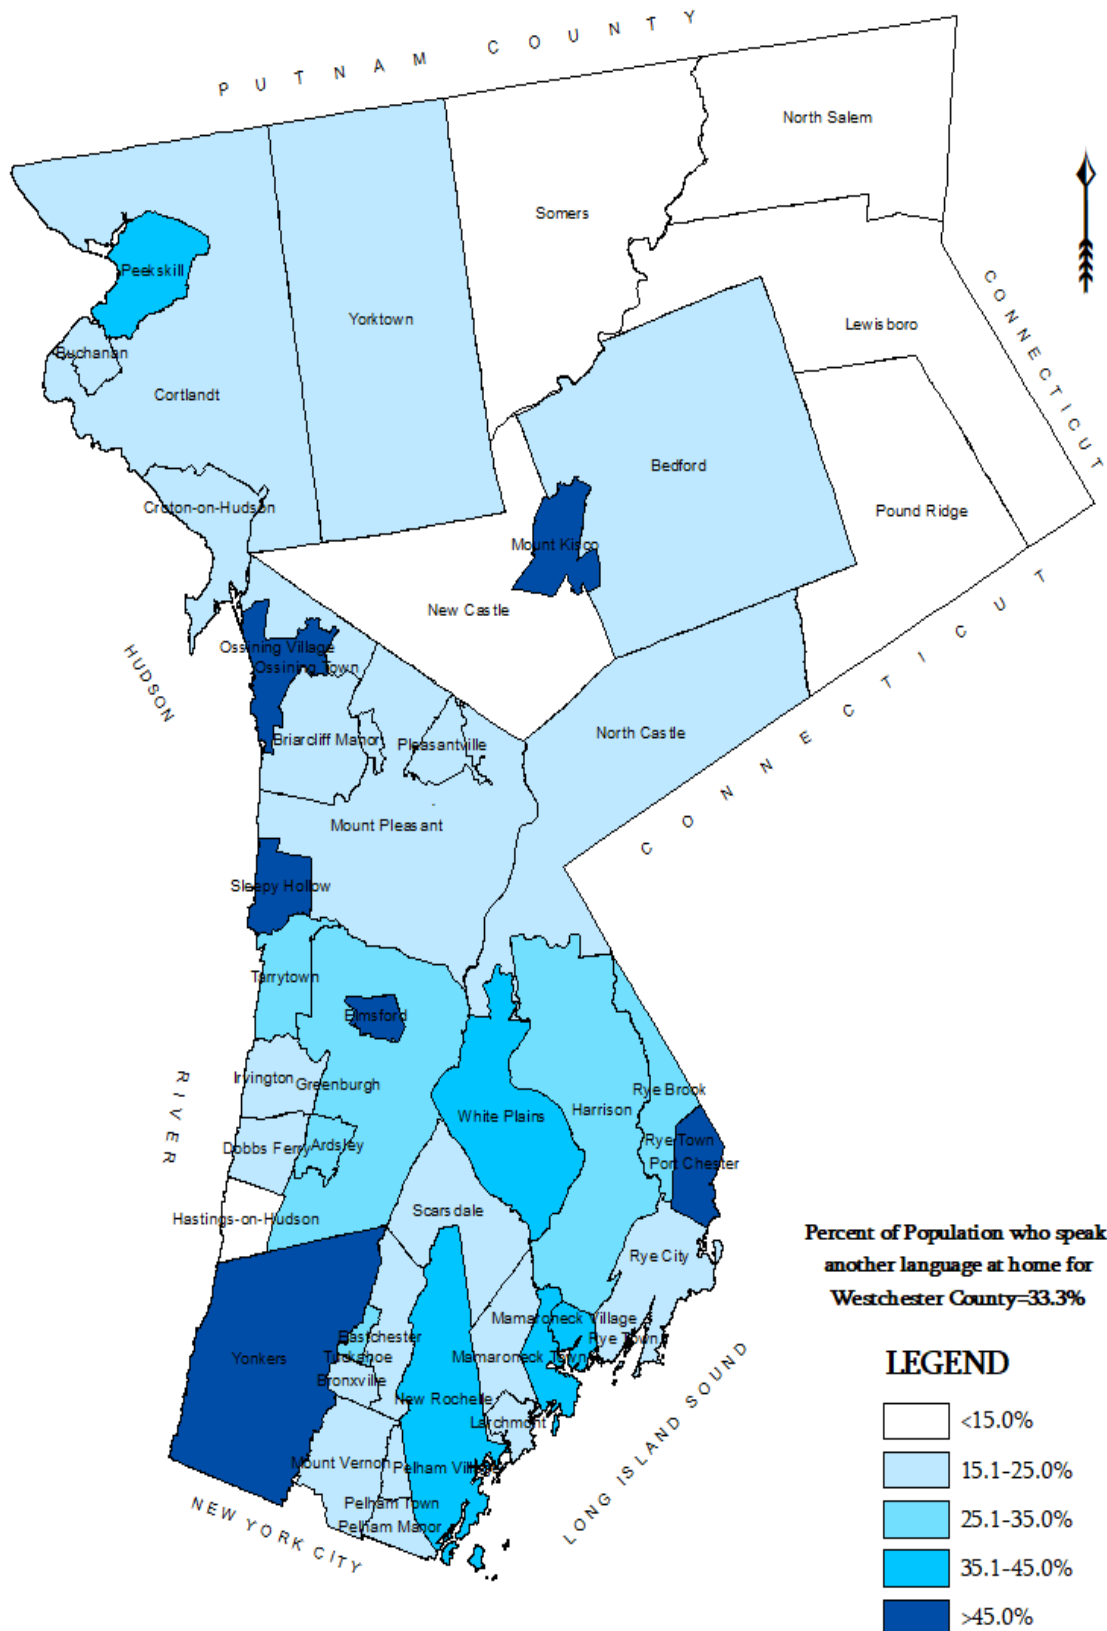 PUTNAM COUNTY
North Salem
Somers
Peekskill
CONNECTICUT
Yorktown
Lewisboro
Buchanan
Cortlandt
Bedford
Croton-on-Hudson
Pound Ridge
Mount Kisco
New Castle
CONNECTICUT
HUDSON
Ossining Village
Ossining Town
North Castle
Briarcliff Manor
Pleasantville
Mount Pleasant
Sleepy Hollow
Tarrytown
Elmsford
RIVER
Irvington
Greenburgh
Rye Brook
White Plains
Harrison
Dobbs Ferry
Ardsley
Rye Town
Port Chester
Hastings-on-Hudson
Scarsdale
Rye City
Percent of Population who speak
another language at home for
Westchester County=33.3%
Mamaroneck Village
Eastchester
Rye Town
Yonkers
Tuckahoe
Mamaroneck Town
Bronxville
New Rochelle
Larchmont
LONG ISLAND SOUND
LEGEND
<15.0%
Mount Vernon
Pelham Village
15.1-25.0%
Pelham Town
NEW YORK CITY
Pelham Manor
25.1-35.0%
35.1-45.0%
>45.0%